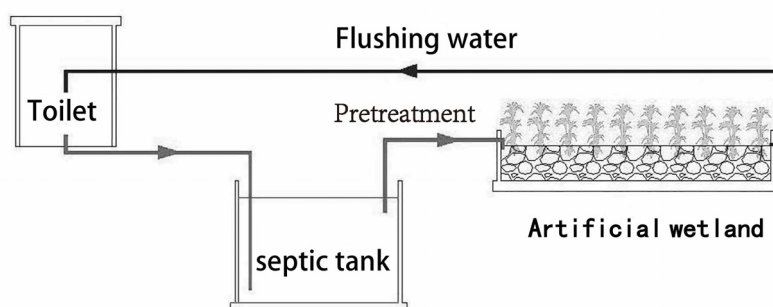 Flushing water
Toilet
Pretreatment
septic tank
Artificial wetland